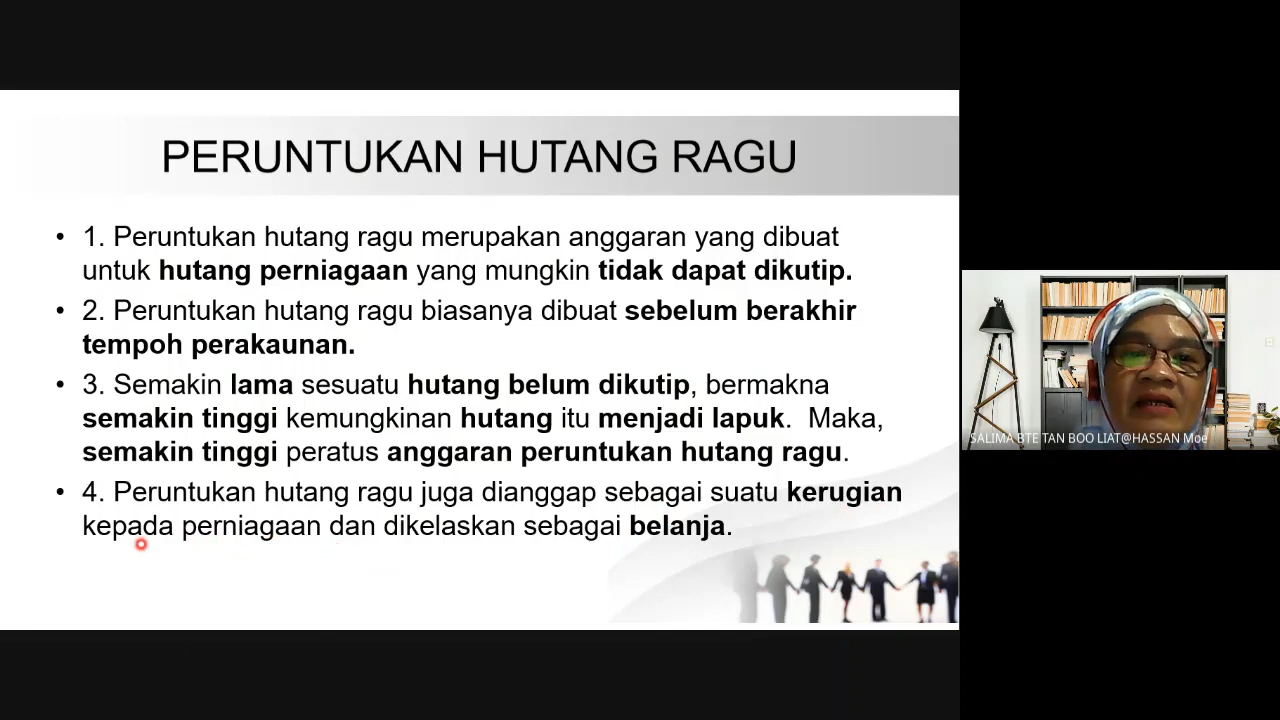 PERUNTUKAN HUTANG RAGU
• 1. Peruntukan hutang ragu merupakan anggaran yang dibuat
untuk hutang perniagaan yang mungkin tidak dapat dikutip.
• 2. Peruntukan hutang ragu biasanya dibuat sebelum berakhir
tempoh perakaunan.
• 3. Semakin lama sesuatu hutang belum dikutip, bermakna
semakin tinggi kemungkinan hutang itu menjadi lapuk. Maka,
semakin tinggi peratus anggaran peruntukan hutang ragu.
• 4. Peruntukan hutang ragu juga dianggap sebagai suatu kerugian
kepada perniagaan dan dikelaskan sebagai belanja.
SALIMA BTE TAN BOO LIAT@HASSAN Moe